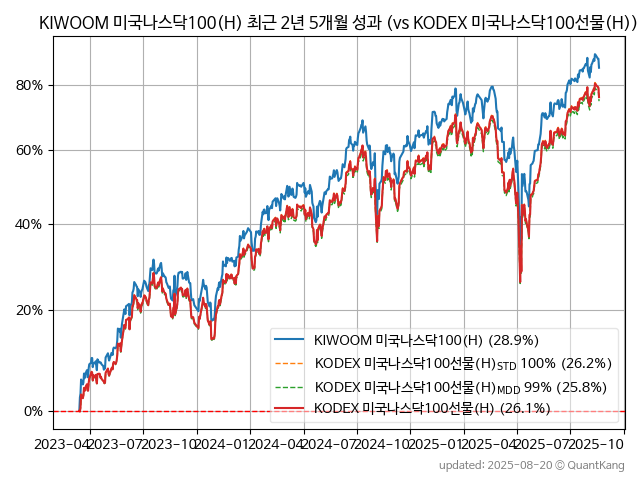 KIWOOM 미국나스닥100(H) 최근 2년 5개월 성과 (vs KODEX 미국나스닥100선물(H))
80%
60%
40%
20%
0%
KIWOOM 미국나스닥100(H) (28.9%)
KODEX 미국나스닥100선물(H)STD 100% (26.2%)
KODEX 미국나스닥100선물(H)MDD 99% (25.8%)
KODEX 미국나스닥100선물(H) (26.1%)
2023-04 2023-07 2023-10 2024-01 2024-04 2024-07 2024-10 2025-01 2025-04 2025-07 2025-10
updated: 2025-08-20 © QuantKang